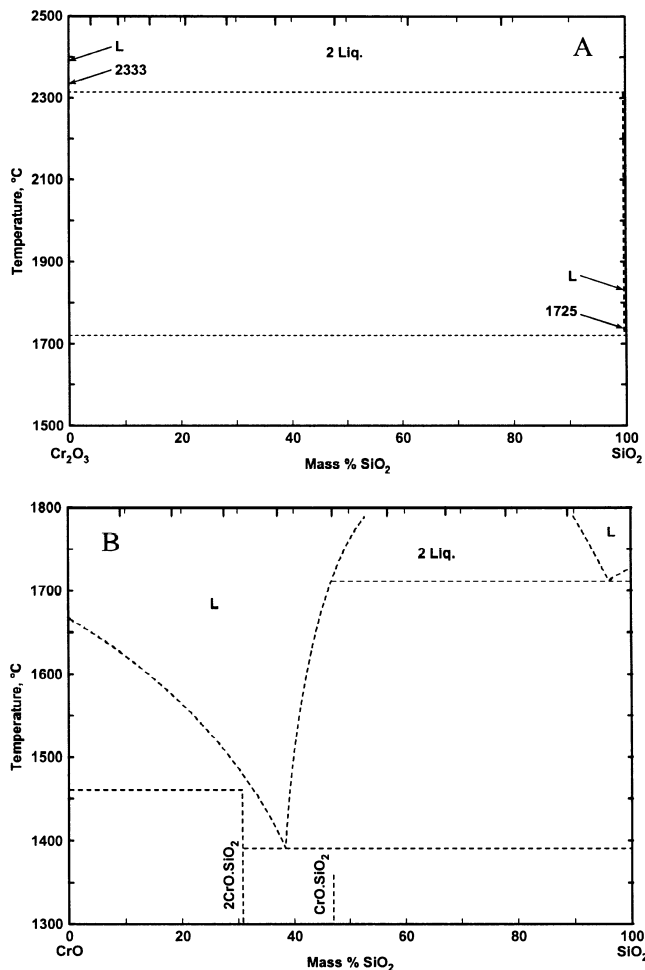 2500
A
L
2 Liq.
2333
2300
2100
Temperature, °C
1900
L
1725
1700
1500
0 20 40 60 80 100
Cr₂O₃ Mass % SiO₂ SiO₂
1800
B
L
2 Liq.
1700
L
1600
Temperature, °C
1500
1400
2CrO.SiO₂
CrO.SiO₂
1300
0 20 40 60 80 100
CrO Mass % SiO₂ SiO₂